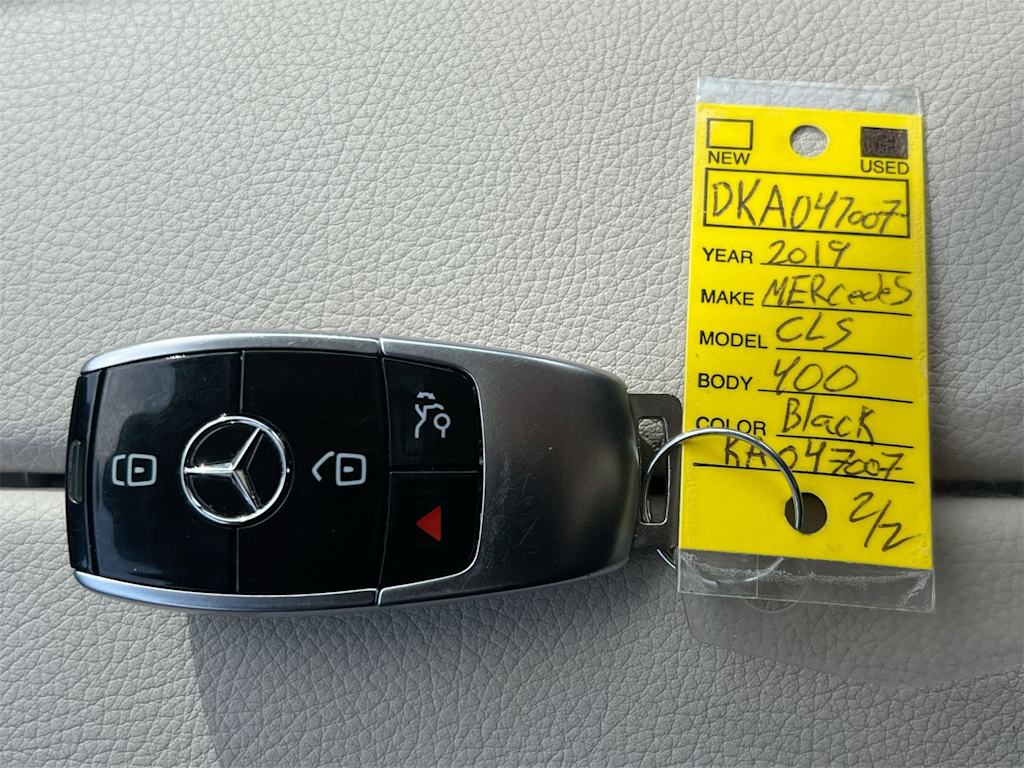 NEW USED
DKA047007
YEAR 2019
MAKE MERcedeS
MODEL CLS
BODY 400
COLOR Black
KA047007
2/2